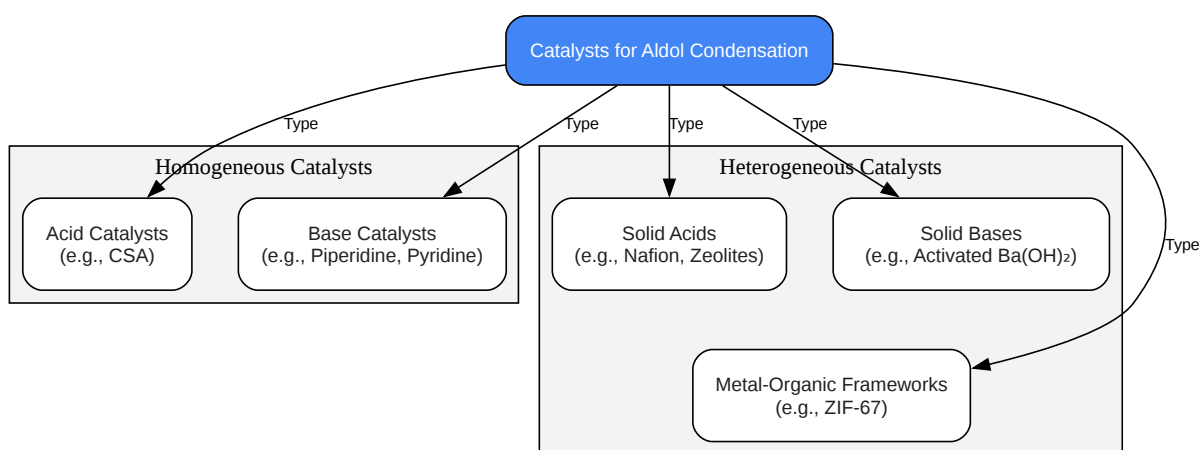 Catalysts for Aldol Condensation
Type
Type
Type
Type
Homogeneous Catalysts
Heterogeneous Catalysts
Acid Catalysts
(e.g., CSA)
Base Catalysts
(e.g., Piperidine, Pyridine)
Solid Acids
(e.g., Nafion, Zeolites)
Solid Bases
(e.g., Activated Ba(OH)₂)
Type
Metal-Organic Frameworks
(e.g., ZIF-67)